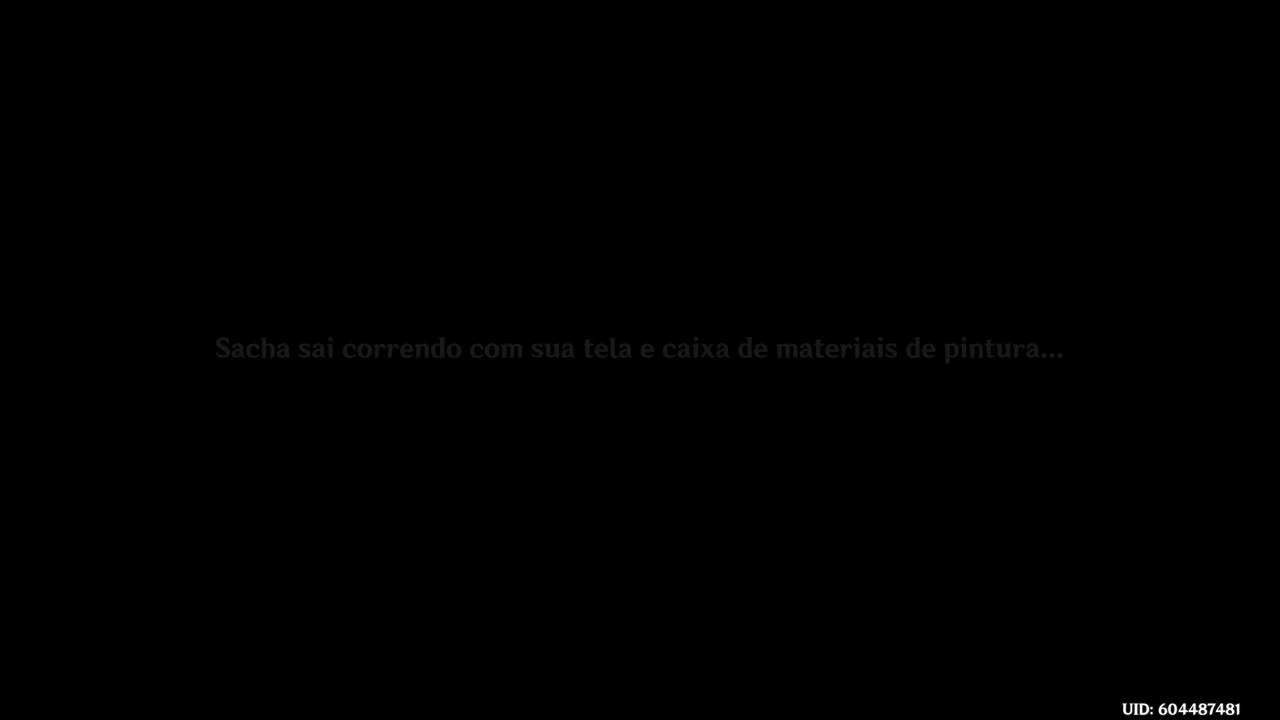 Sacha sai correndo com sua tela e caixa de materiais de pintura...
UID: 604487481